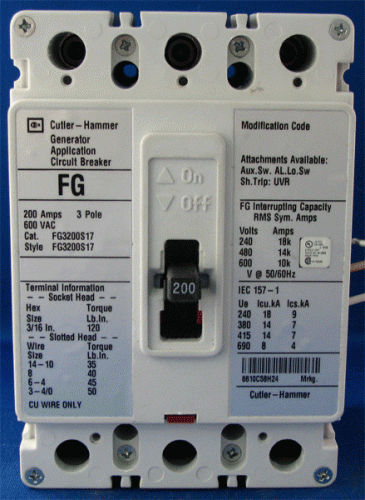 Cutler-Hammer
Generator
Application
Circuit Breaker
FG
200 Amps 3 Pole
600 VAC
Cat. FG3200S17
Style FG3200S17
Terminal Information
-- Socket Head --
Hex Torque
Size Lb.In.
3/16 In. 120
-- Slotted Head --
Wire Torque
Size Lb.In.
14-10 35
8 40
6-4 45
3-4/0 50
CU WIRE ONLY
On
Off
200
Modification Code
Attachments Available:
Aux.Sw. AL.Lo.Sw
Sh.Trip: UVR
FG Interrupting Capacity
RMS Sym. Amps
Volts Amps
240 18k
480 14k
600 10k
V @ 50/60Hz
IEC 157-1
Ue Icu.kA Ics.kA
240 18 9
380 14 7
415 14 7
690 8 4
6610C58H24 Mrkg.
Cutler-Hammer